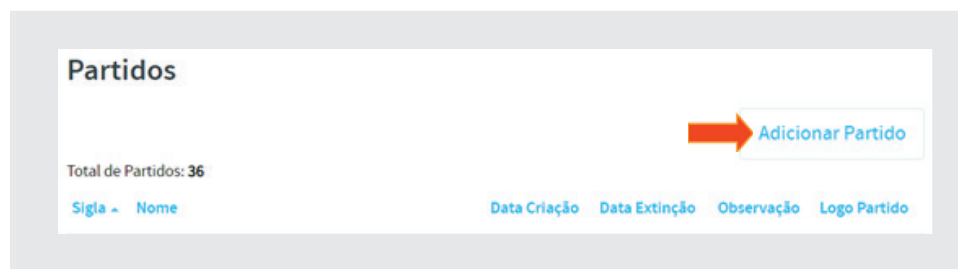 Partidos
Adicionar Partido
Total de Partidos: 36
Sigla Nome Data Criação Data Extinção Observação Logo Partido